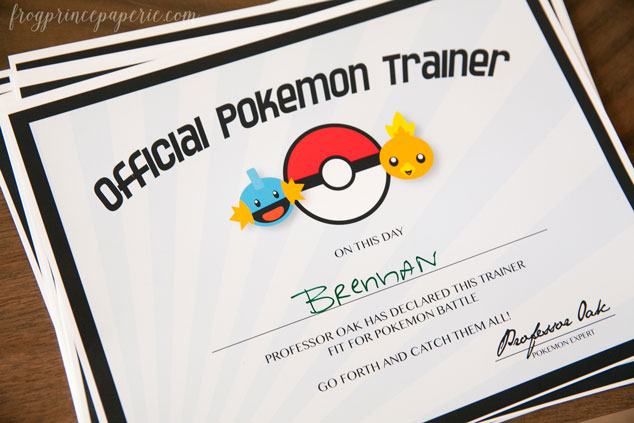 frogprincepaperie.com
Official Pokemon Trainer
ON THIS DAY
BrennAN
PROFESSOR OAK HAS DECLARED THIS TRAINER
FIT FOR POKEMON BATTLE
GO FORTH AND CATCH THEM ALL!
Professor Oak
POKEMON EXPERT